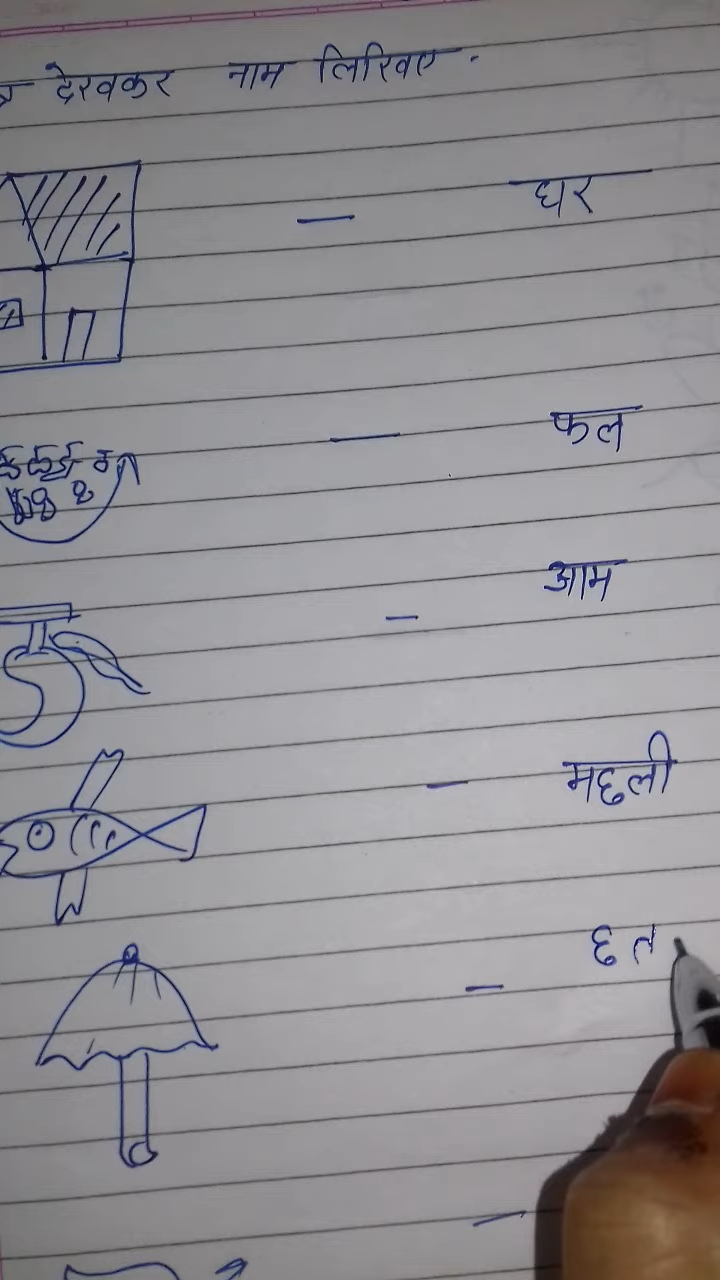 देखकर नाम लिखिए.
— घर
— फल
— आम
— मछली
— छत